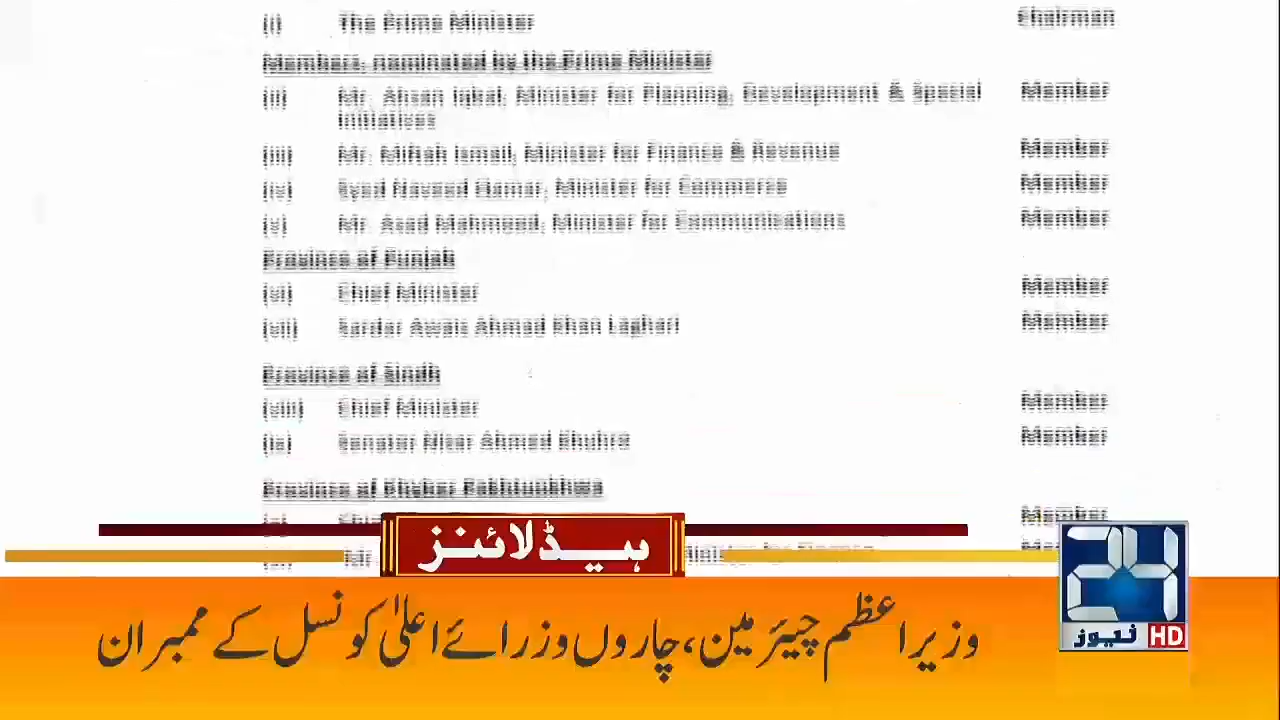 (i) The Prime Minister Chairman
Members, nominated by the Prime Minister
(ii) Mr. Ahsan Iqbal, Minister for Planning, Development & Special Member
Initiatives
(iii) Mr. Miftah Ismail, Minister for Finance & Revenue Member
(iv) Syed Naveed Qamar, Minister for Commerce Member
(v) Mr. Asad Mahmood, Minister for Communications Member
Province of Punjab
(vi) Chief Minister Member
(vii) Sardar Awais Ahmad Khan Laghari Member
Province of Sindh
(viii) Chief Minister Member
(ix) Senator Nisar Ahmed Khuhro Member
Province of Khyber Pakhtunkhwa
Member
ہیڈلائنز
وزیراعظم چیئرمین، چاروں وزرائے اعلیٰ کونسل کے ممبران
24
نیوز HD